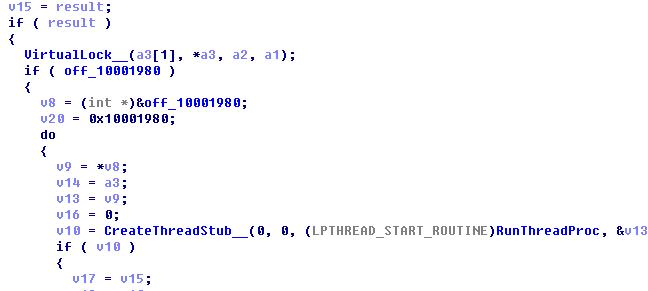 v15 = result;
if ( result )
{
VirtualLock__(a3[1], *a3, a2, a1);
if ( off_10001980 )
{
v8 = (int *)&off_10001980;
v20 = 0x10001980;
do
{
v9 = *v8;
v14 = a3;
v13 = v9;
v16 = 0;
v10 = CreateThreadStub__(0, 0, (LPTHREAD_START_ROUTINE)RunThreadProc, &v13
if ( v10 )
{
v17 = v15;